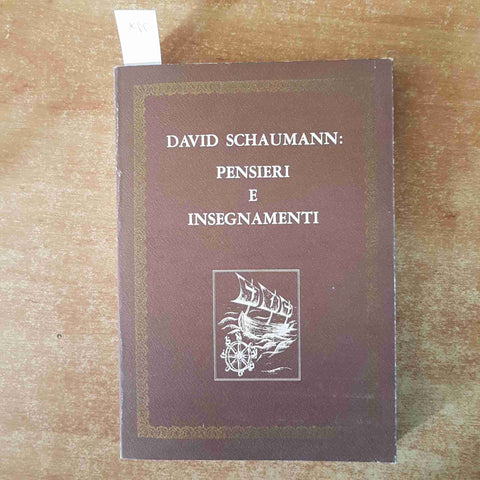 DAVID SCHAUMANN:
PENSIERI
E
INSEGNAMENTI